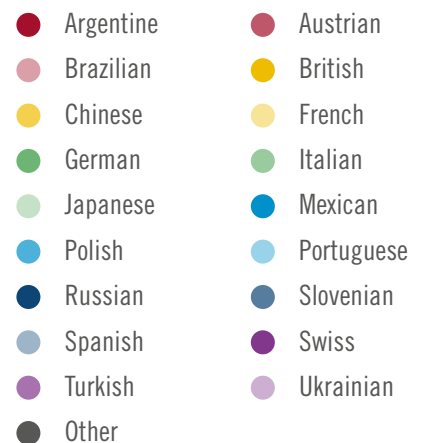 Argentine Austrian
Brazilian British
Chinese French
German Italian
Japanese Mexican
Polish Portuguese
Russian Slovenian
Spanish Swiss
Turkish Ukrainian
Other